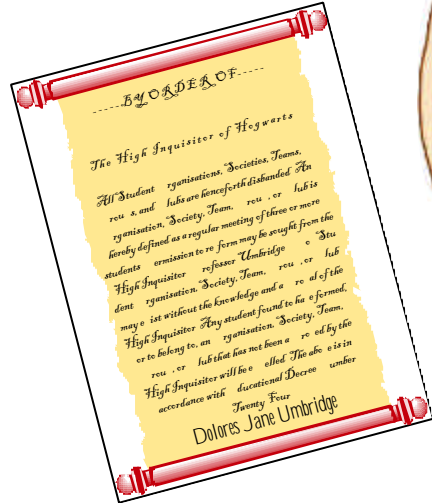 -----BY ORDER OF-----
The High Inquisitor of Hogwarts
All Student rganisations, Societies, Teams,
rou s, and lubs are henceforth disbanded An
rganisation, Society, Team, rou , or lub is
hereby defined as a regular meeting of three or more
students ermission to re form may be sought from the
High Inquisitor rofessor Umbridge o Stu
dent rganisation, Society, Team, rou , or lub
may e ist without the knowledge and a ro al of the
High Inquisitor Any student found to ha e formed,
or to belong to, an rganisation, Society, Team,
rou , or lub that has not been a ro ed by the
High Inquisitor will be e elled The abo e is in
accordance with ducational Decree umber
Twenty Four
Dolores Jane Umbridge